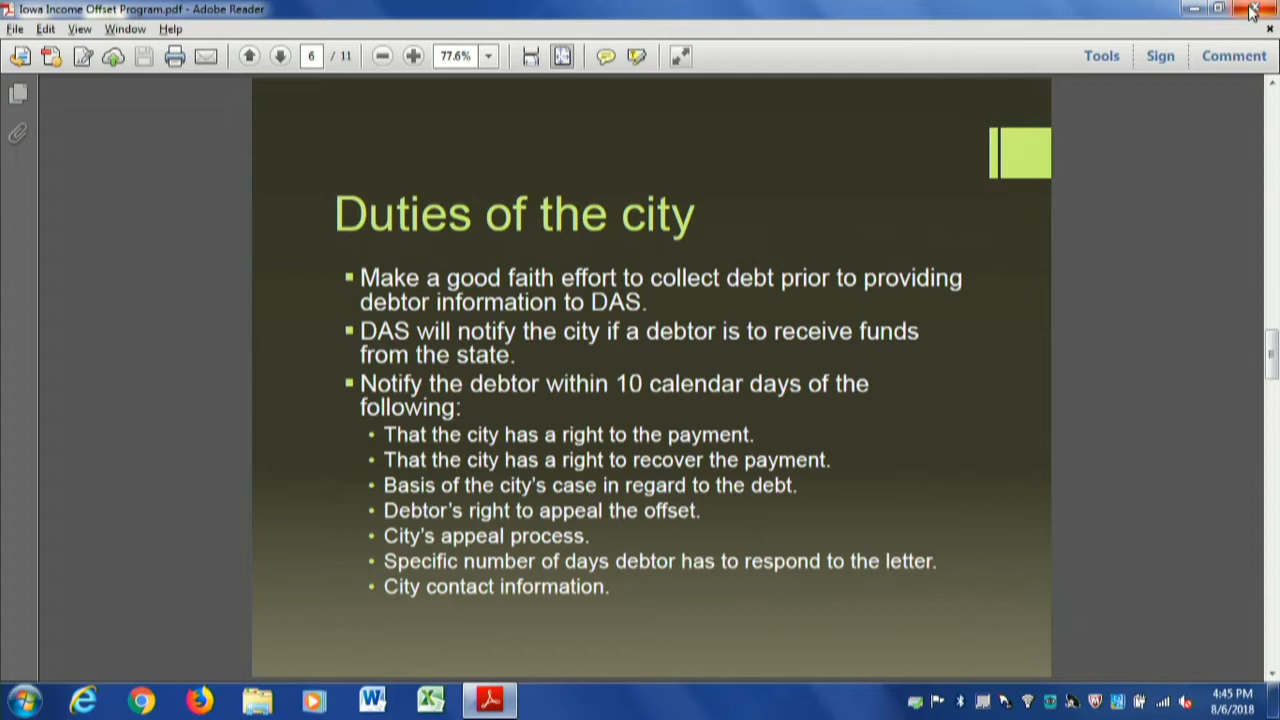 Iowa Income Offset Program.pdf - Adobe Reader
File Edit View Window Help
6 / 11 77.6% Tools Sign Comment
Duties of the city
Make a good faith effort to collect debt prior to providing
debtor information to DAS.
DAS will notify the city if a debtor is to receive funds
from the state.
Notify the debtor within 10 calendar days of the
following:
That the city has a right to the payment.
That the city has a right to recover the payment.
Basis of the city's case in regard to the debt.
Debtor's right to appeal the offset.
City's appeal process.
Specific number of days debtor has to respond to the letter.
City contact information.
4:45 PM
8/6/2018